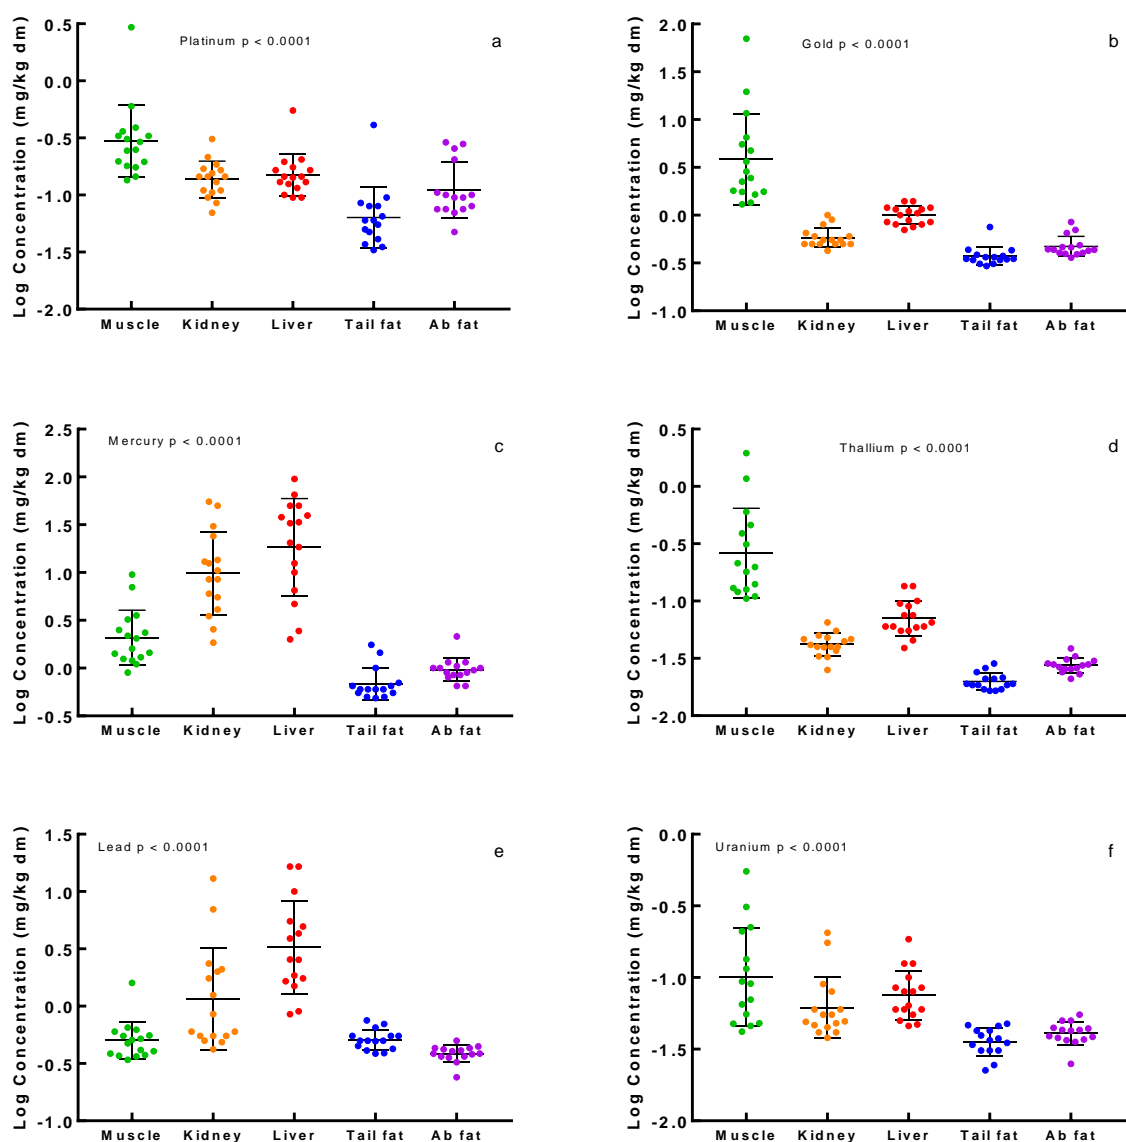 Platinum p < 0.0001
a
Log Concentration (mg/kg dm)
0.5
0.0
-0.5
-1.0
-1.5
-2.0
Muscle Kidney Liver Tail fat Ab fat
Gold p < 0.0001
b
Log Concentration (mg/kg dm)
2.0
1.5
1.0
0.5
0.0
-0.5
-1.0
Muscle Kidney Liver Tail fat Ab fat
Mercury p < 0.0001
c
Log Concentration (mg/kg dm)
2.5
2.0
1.5
1.0
0.5
0.0
-0.5
Muscle Kidney Liver Tail fat Ab fat
Thallium p < 0.0001
d
Log Concentration (mg/kg dm)
0.5
0.0
-0.5
-1.0
-1.5
-2.0
Muscle Kidney Liver Tail fat Ab fat
Lead p < 0.0001
e
Log Concentration (mg/kg dm)
1.5
1.0
0.5
0.0
-0.5
-1.0
Muscle Kidney Liver Tail fat Ab fat
Uranium p < 0.0001
f
Log Concentration (mg/kg dm)
0.0
-0.5
-1.0
-1.5
-2.0
Muscle Kidney Liver Tail fat Ab fat